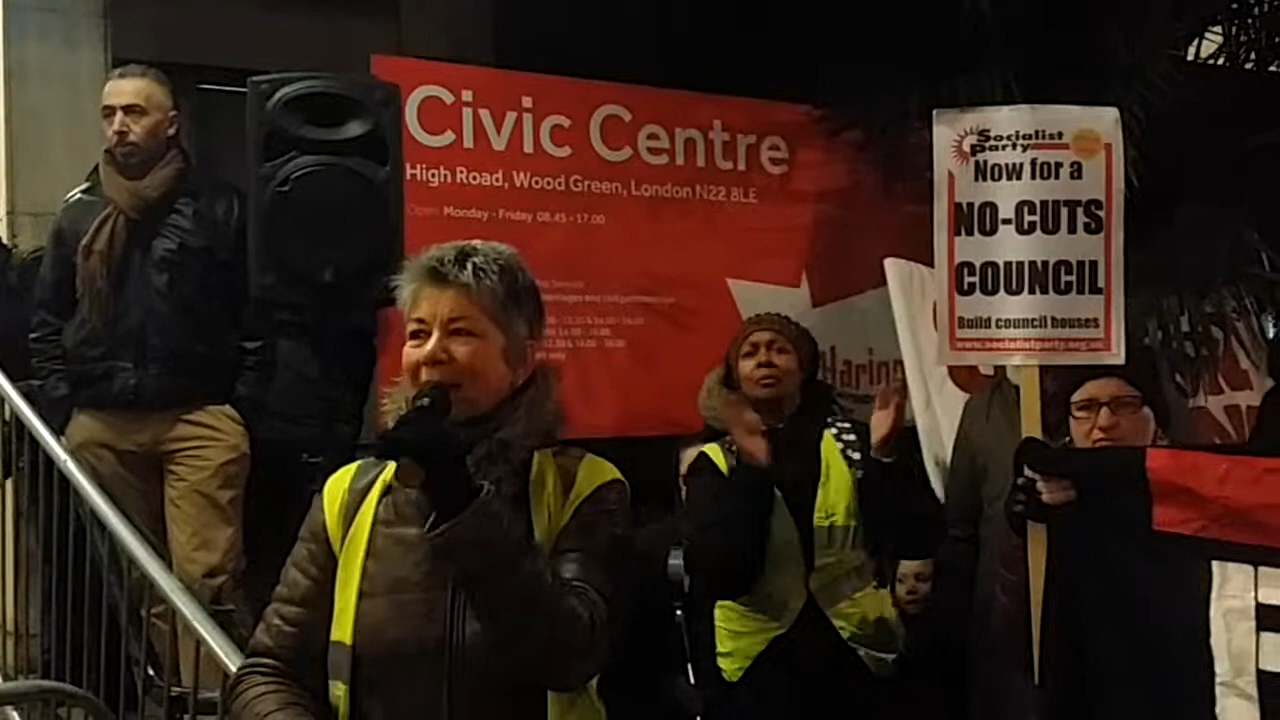 Civic Centre
High Road, Wood Green, London N22 8LE
Open Monday - Friday 08.45 - 17.00
Haring
Socialist
Party
Now for a
NO-CUTS
COUNCIL
Build council houses
www.socialistparty.org.uk